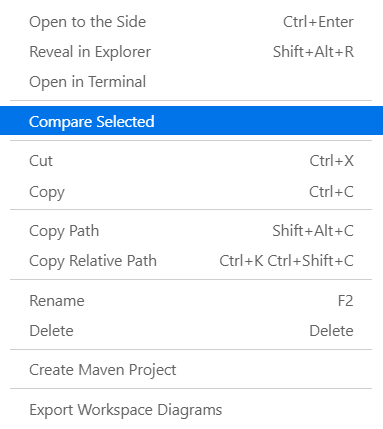 Open to the Side Ctrl+Enter
Reveal in Explorer Shift+Alt+R
Open in Terminal
Compare Selected
Cut Ctrl+X
Copy Ctrl+C
Copy Path Shift+Alt+C
Copy Relative Path Ctrl+K Ctrl+Shift+C
Rename F2
Delete Delete
Create Maven Project
Export Workspace Diagrams